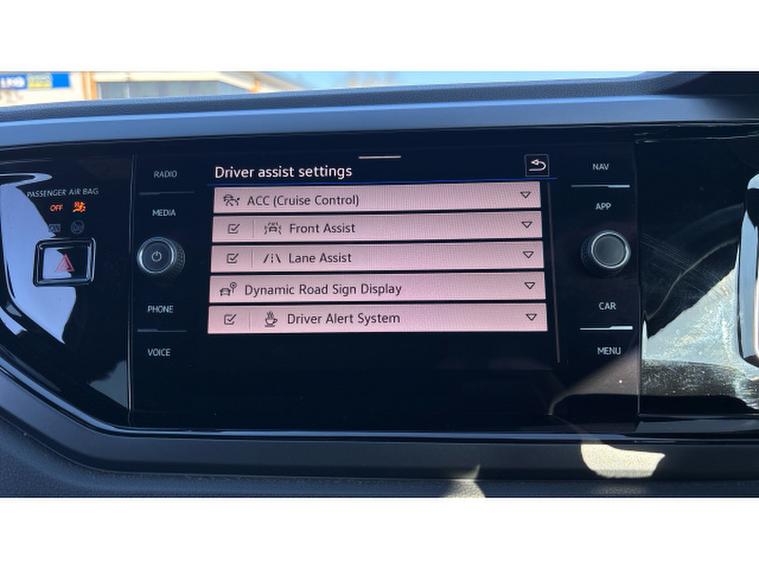 PASSENGER AIR BAG
OFF
ON
RADIO
MEDIA
PHONE
VOICE
Driver assist settings
ACC (Cruise Control)
Front Assist
Lane Assist
Dynamic Road Sign Display
Driver Alert System
NAV
APP
CAR
MENU